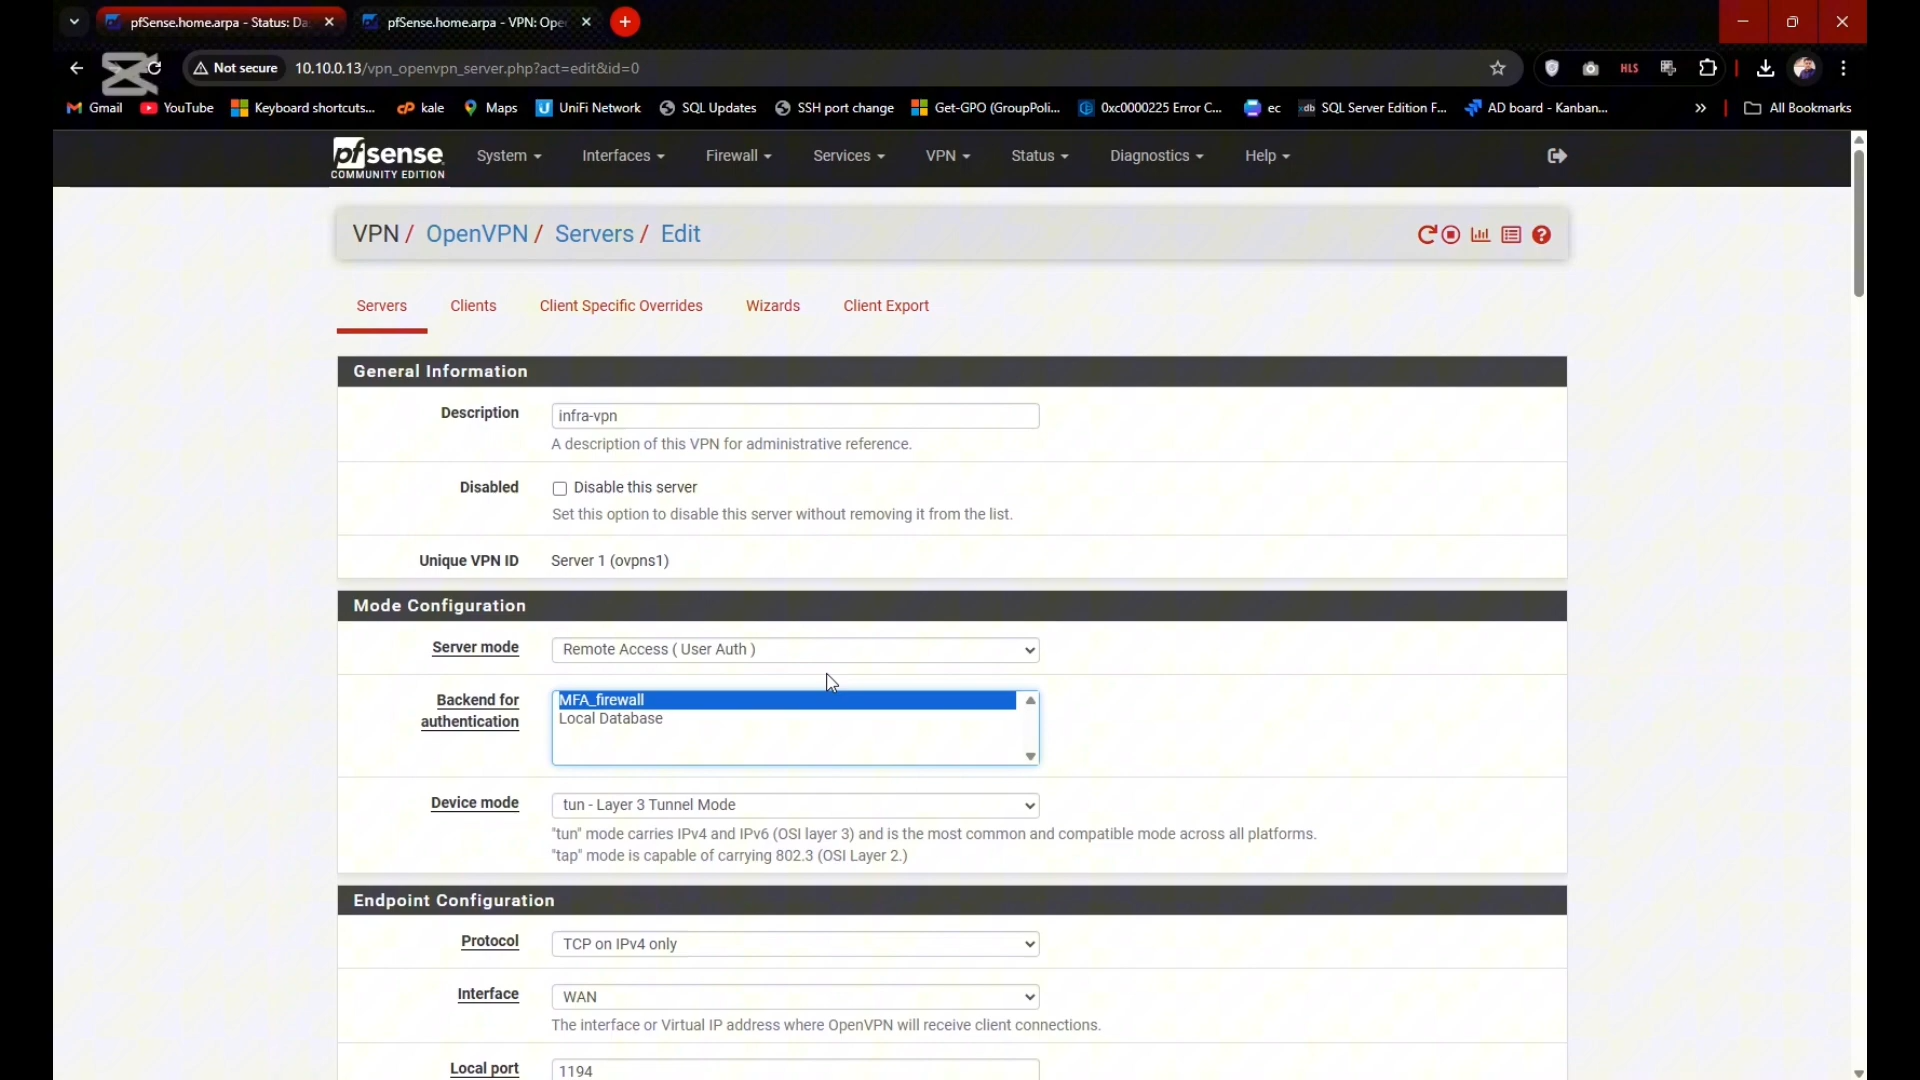 pfSense.home.arpa - Status: Da
pfSense.home.arpa - VPN: Ope
Not secure
10.10.0.13/vpn_openvpn_server.php?act=edit&id=0
HLS
Gmail
YouTube
Keyboard shortcuts...
kale
Maps
UniFi Network
SQL Updates
SSH port change
Get-GPO (GroupPoli...
0xc0000225 Error C...
ec
SQL Server Edition F...
AD board - Kanban...
»
All Bookmarks
pfsense
COMMUNITY EDITION
System
Interfaces
Firewall
Services
VPN
Status
Diagnostics
Help
VPN / OpenVPN / Servers / Edit
Servers
Clients
Client Specific Overrides
Wizards
Client Export
General Information
Description
infra-vpn
A description of this VPN for administrative reference.
Disabled
Disable this server
Set this option to disable this server without removing it from the list.
Unique VPN ID
Server 1 (ovpns1)
Mode Configuration
Server mode
Remote Access ( User Auth )
Backend for
authentication
MFA_firewall
Local Database
Device mode
tun - Layer 3 Tunnel Mode
"tun" mode carries IPv4 and IPv6 (OSI layer 3) and is the most common and compatible mode across all platforms.
"tap" mode is capable of carrying 802.3 (OSI Layer 2.)
Endpoint Configuration
Protocol
TCP on IPv4 only
Interface
WAN
The interface or Virtual IP address where OpenVPN will receive client connections.
Local port
1194